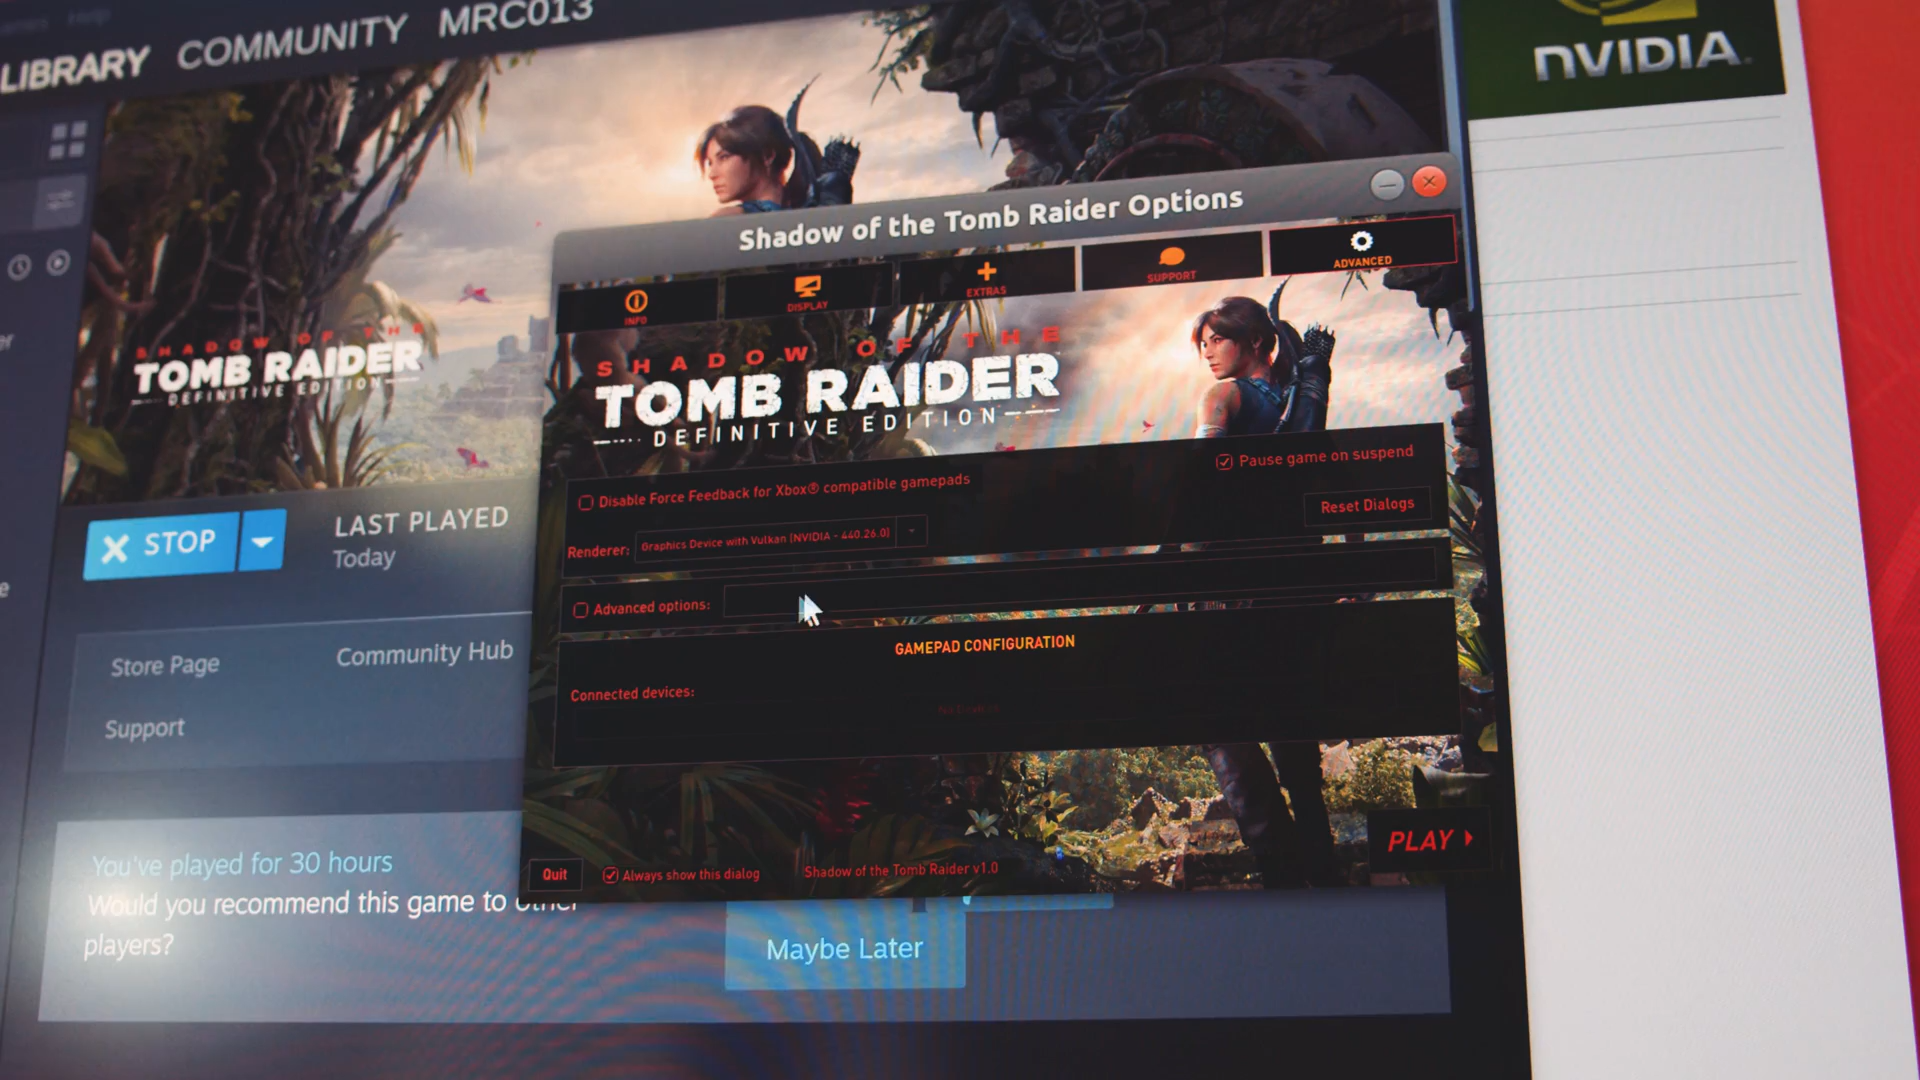 Help
LIBRARY COMMUNITY MRC013
NVIDIA
SHADOW OF THE
TOMB RAIDER
DEFINITIVE EDITION
STOP
LAST PLAYED
Today
Store Page
Community Hub
Support
You've played for 30 hours
Would you recommend this game to other
players?
Maybe Later
Shadow of the Tomb Raider Options
INFO
DISPLAY
EXTRAS
SUPPORT
ADVANCED
SHADOW OF THE
TOMB RAIDER
DEFINITIVE EDITION
Disable Force Feedback for Xbox® compatible gamepads
Pause game on suspend
Reset Dialogs
Renderer: Graphics Device with Vulkan (NVIDIA - 440.26.0)
Advanced options:
GAMEPAD CONFIGURATION
Connected devices:
Quit
Always show this dialog
Shadow of the Tomb Raider v1.0
PLAY